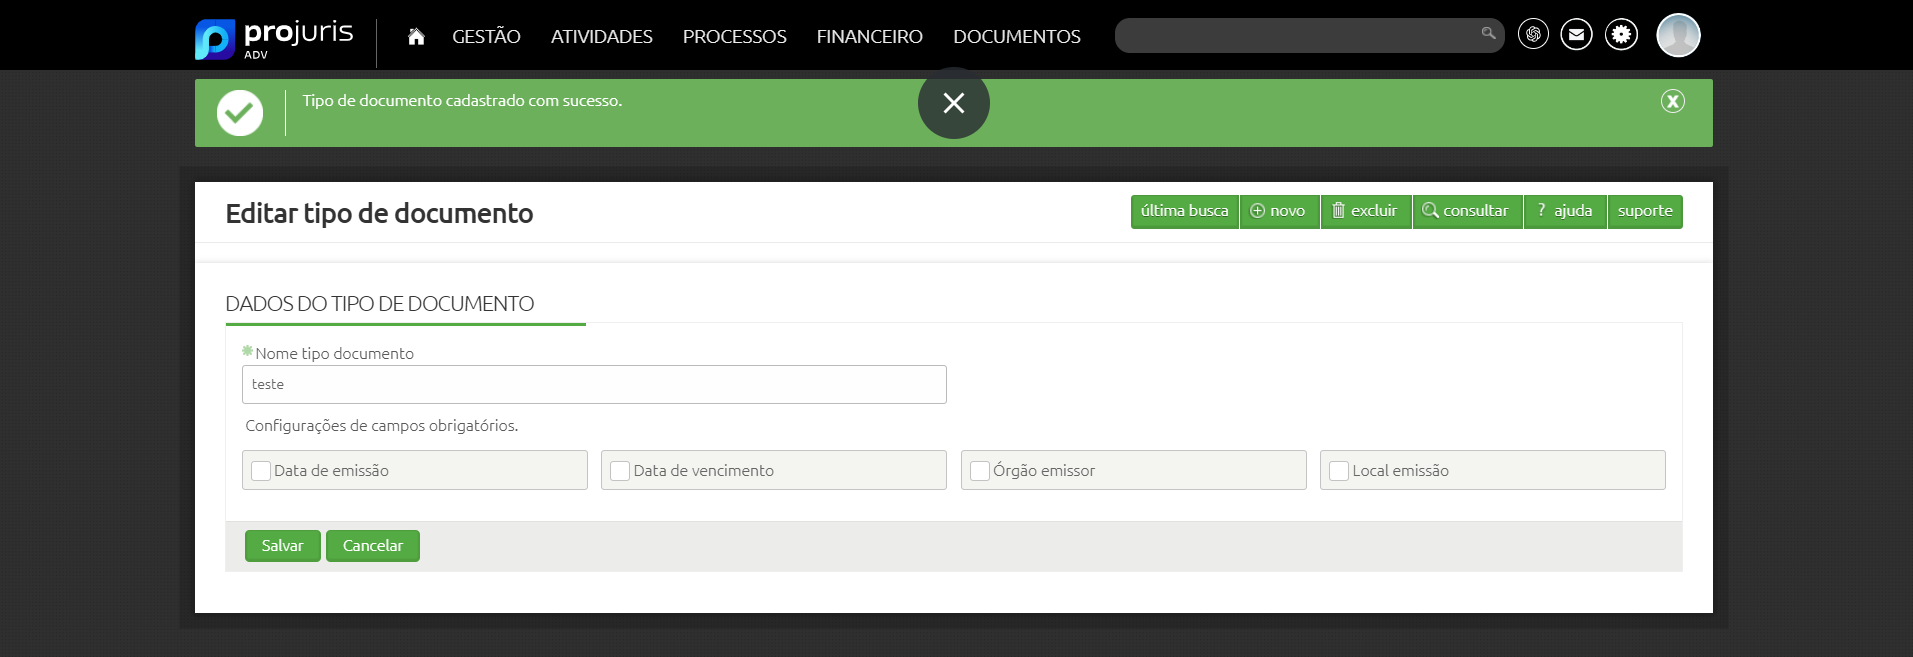 projuris
ADV
GESTÃO ATIVIDADES PROCESSOS FINANCEIRO DOCUMENTOS
Tipo de documento cadastrado com sucesso.
Editar tipo de documento
última busca novo excluir consultar ? ajuda suporte
DADOS DO TIPO DE DOCUMENTO
Nome tipo documento
teste
Configurações de campos obrigatórios.
Data de emissão Data de vencimento Órgão emissor Local emissão
Salvar Cancelar